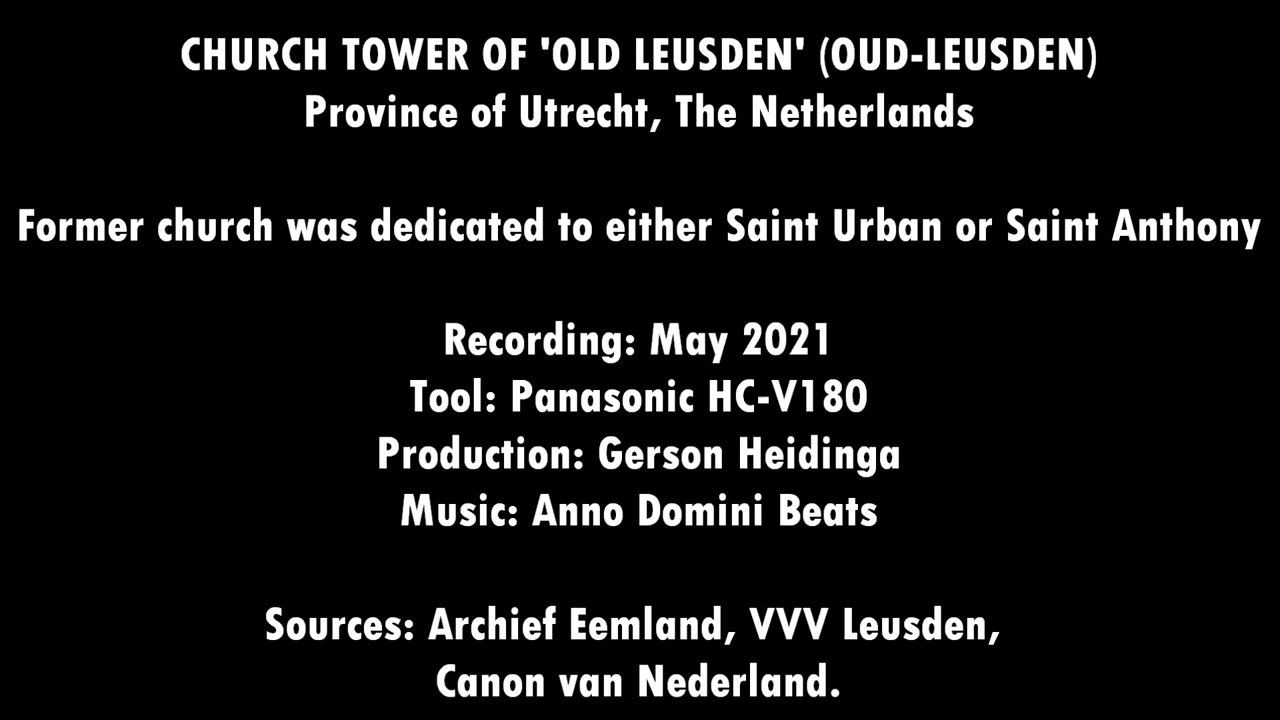 CHURCH TOWER OF 'OLD LEUSDEN' (OUD-LEUSDEN)
Province of Utrecht, The Netherlands
Former church was dedicated to either Saint Urban or Saint Anthony
Recording: May 2021
Tool: Panasonic HC-V180
Production: Gerson Heidinga
Music: Anno Domini Beats
Sources: Archief Eemland, VVV Leusden,
Canon van Nederland.